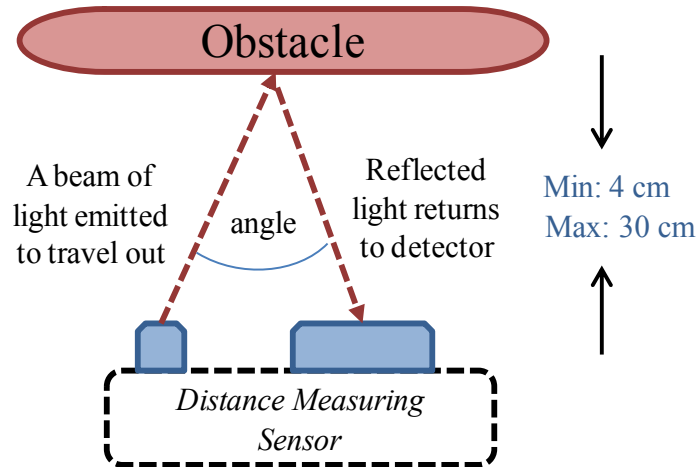 Obstacle
A beam of
light emitted
to travel out
angle
Reflected
light returns
to detector
Min: 4 cm
Max: 30 cm
Distance Measuring
Sensor